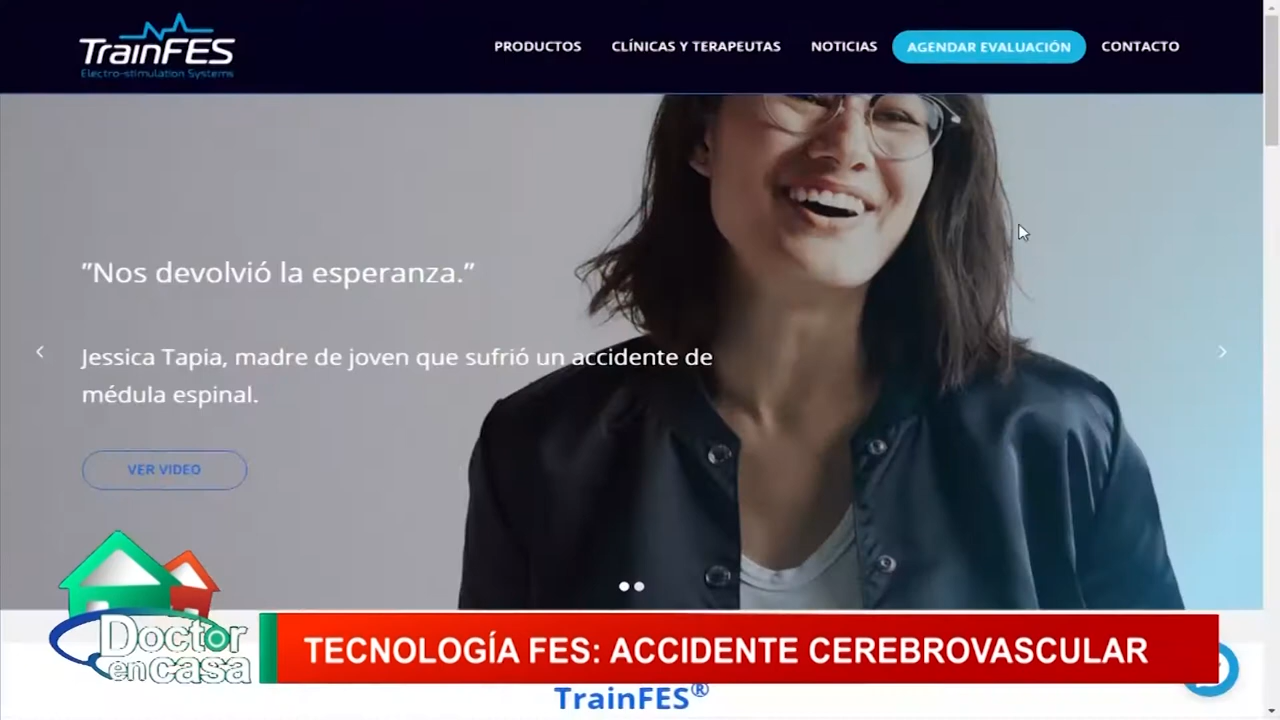 TrainFES
Electro-stimulation Systems
PRODUCTOS
CLÍNICAS Y TERAPEUTAS
NOTICIAS
AGENDAR EVALUACIÓN
CONTACTO
”Nos devolvió la esperanza.”
Jessica Tapia, madre de joven que sufrió un accidente de
médula espinal.
VER VIDEO
Doctor
en casa
TECNOLOGÍA FES: ACCIDENTE CEREBROVASCULAR
TrainFES®